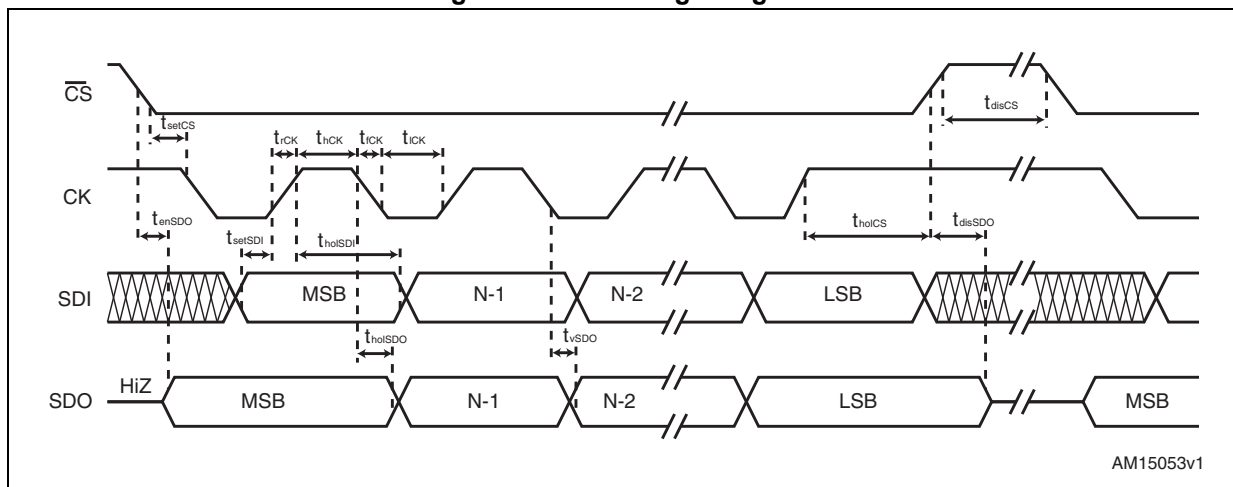 CS
tsetCS
tdisCS
trCK
thCK
tfCK
tlCK
CK
tenSDO
tsetSDI
tholSDI
tholCS
tdisSDO
SDI
MSB
N-1
N-2
LSB
tholSDO
tvSDO
SDO
HiZ
MSB
N-1
N-2
LSB
MSB
AM15053v1